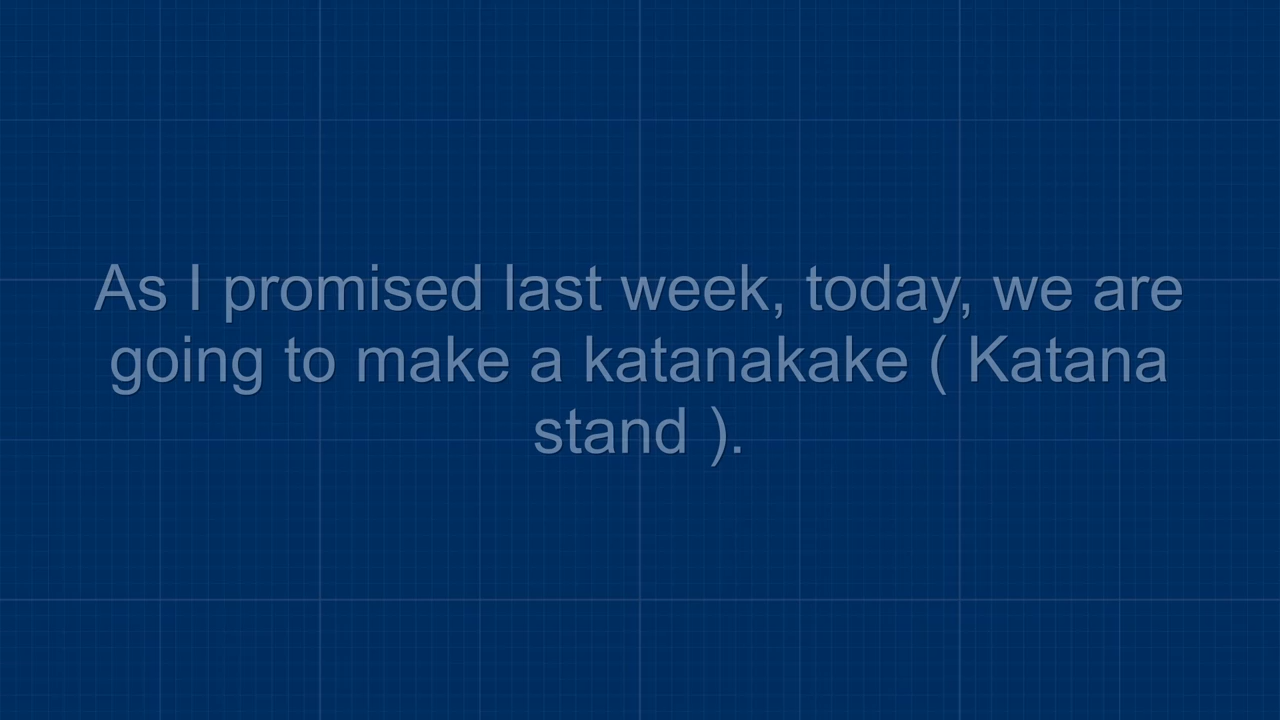 As I promised last week, today, we are
going to make a katanakake ( Katana
stand ).